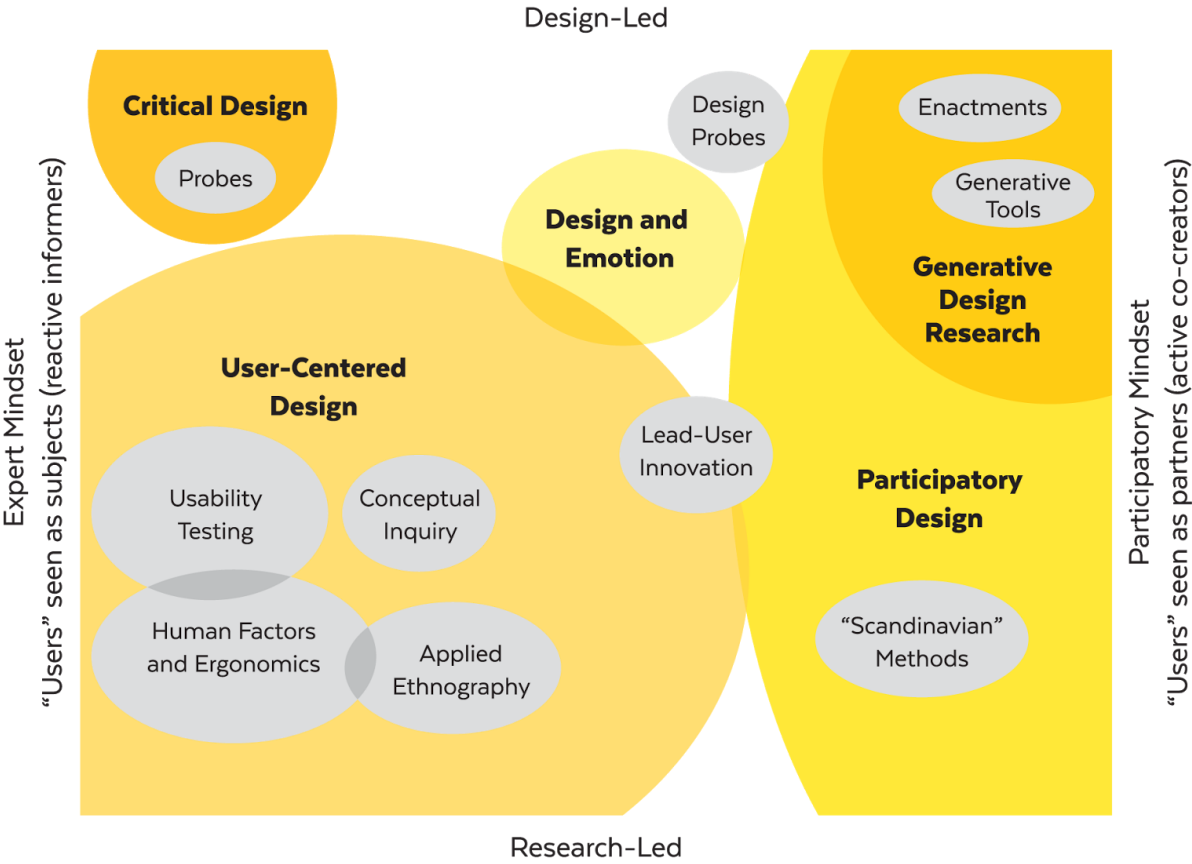 Design-Led
Critical Design
Probes
Design
Probes
Enactments
Generative
Tools
Design and
Emotion
Generative
Design
Research
User-Centered
Design
Lead-User
Innovation
Usability
Testing
Conceptual
Inquiry
Participatory
Design
Human Factors
and Ergonomics
Applied
Ethnography
“Scandinavian”
Methods
Expert Mindset
“Users” seen as subjects (reactive informers)
Participatory Mindset
“Users” seen as partners (active co-creators)
Research-Led